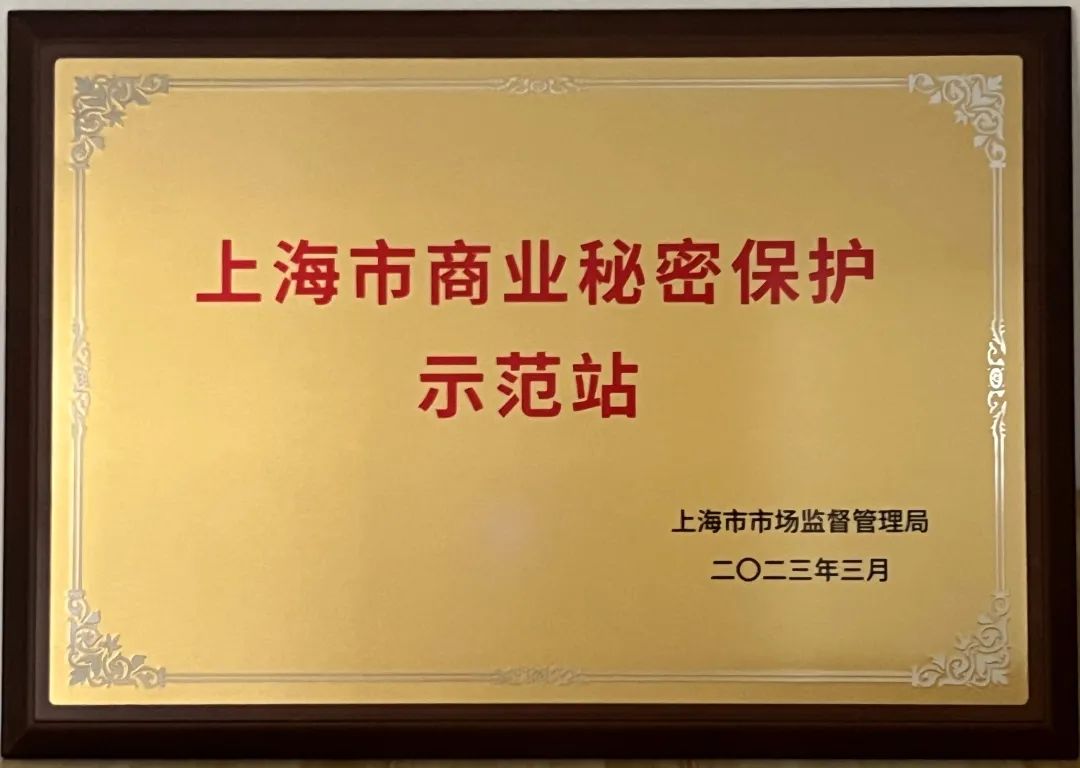 上海市商业秘密保护
示范站
上海市市场监督管理局
二〇二三年三月